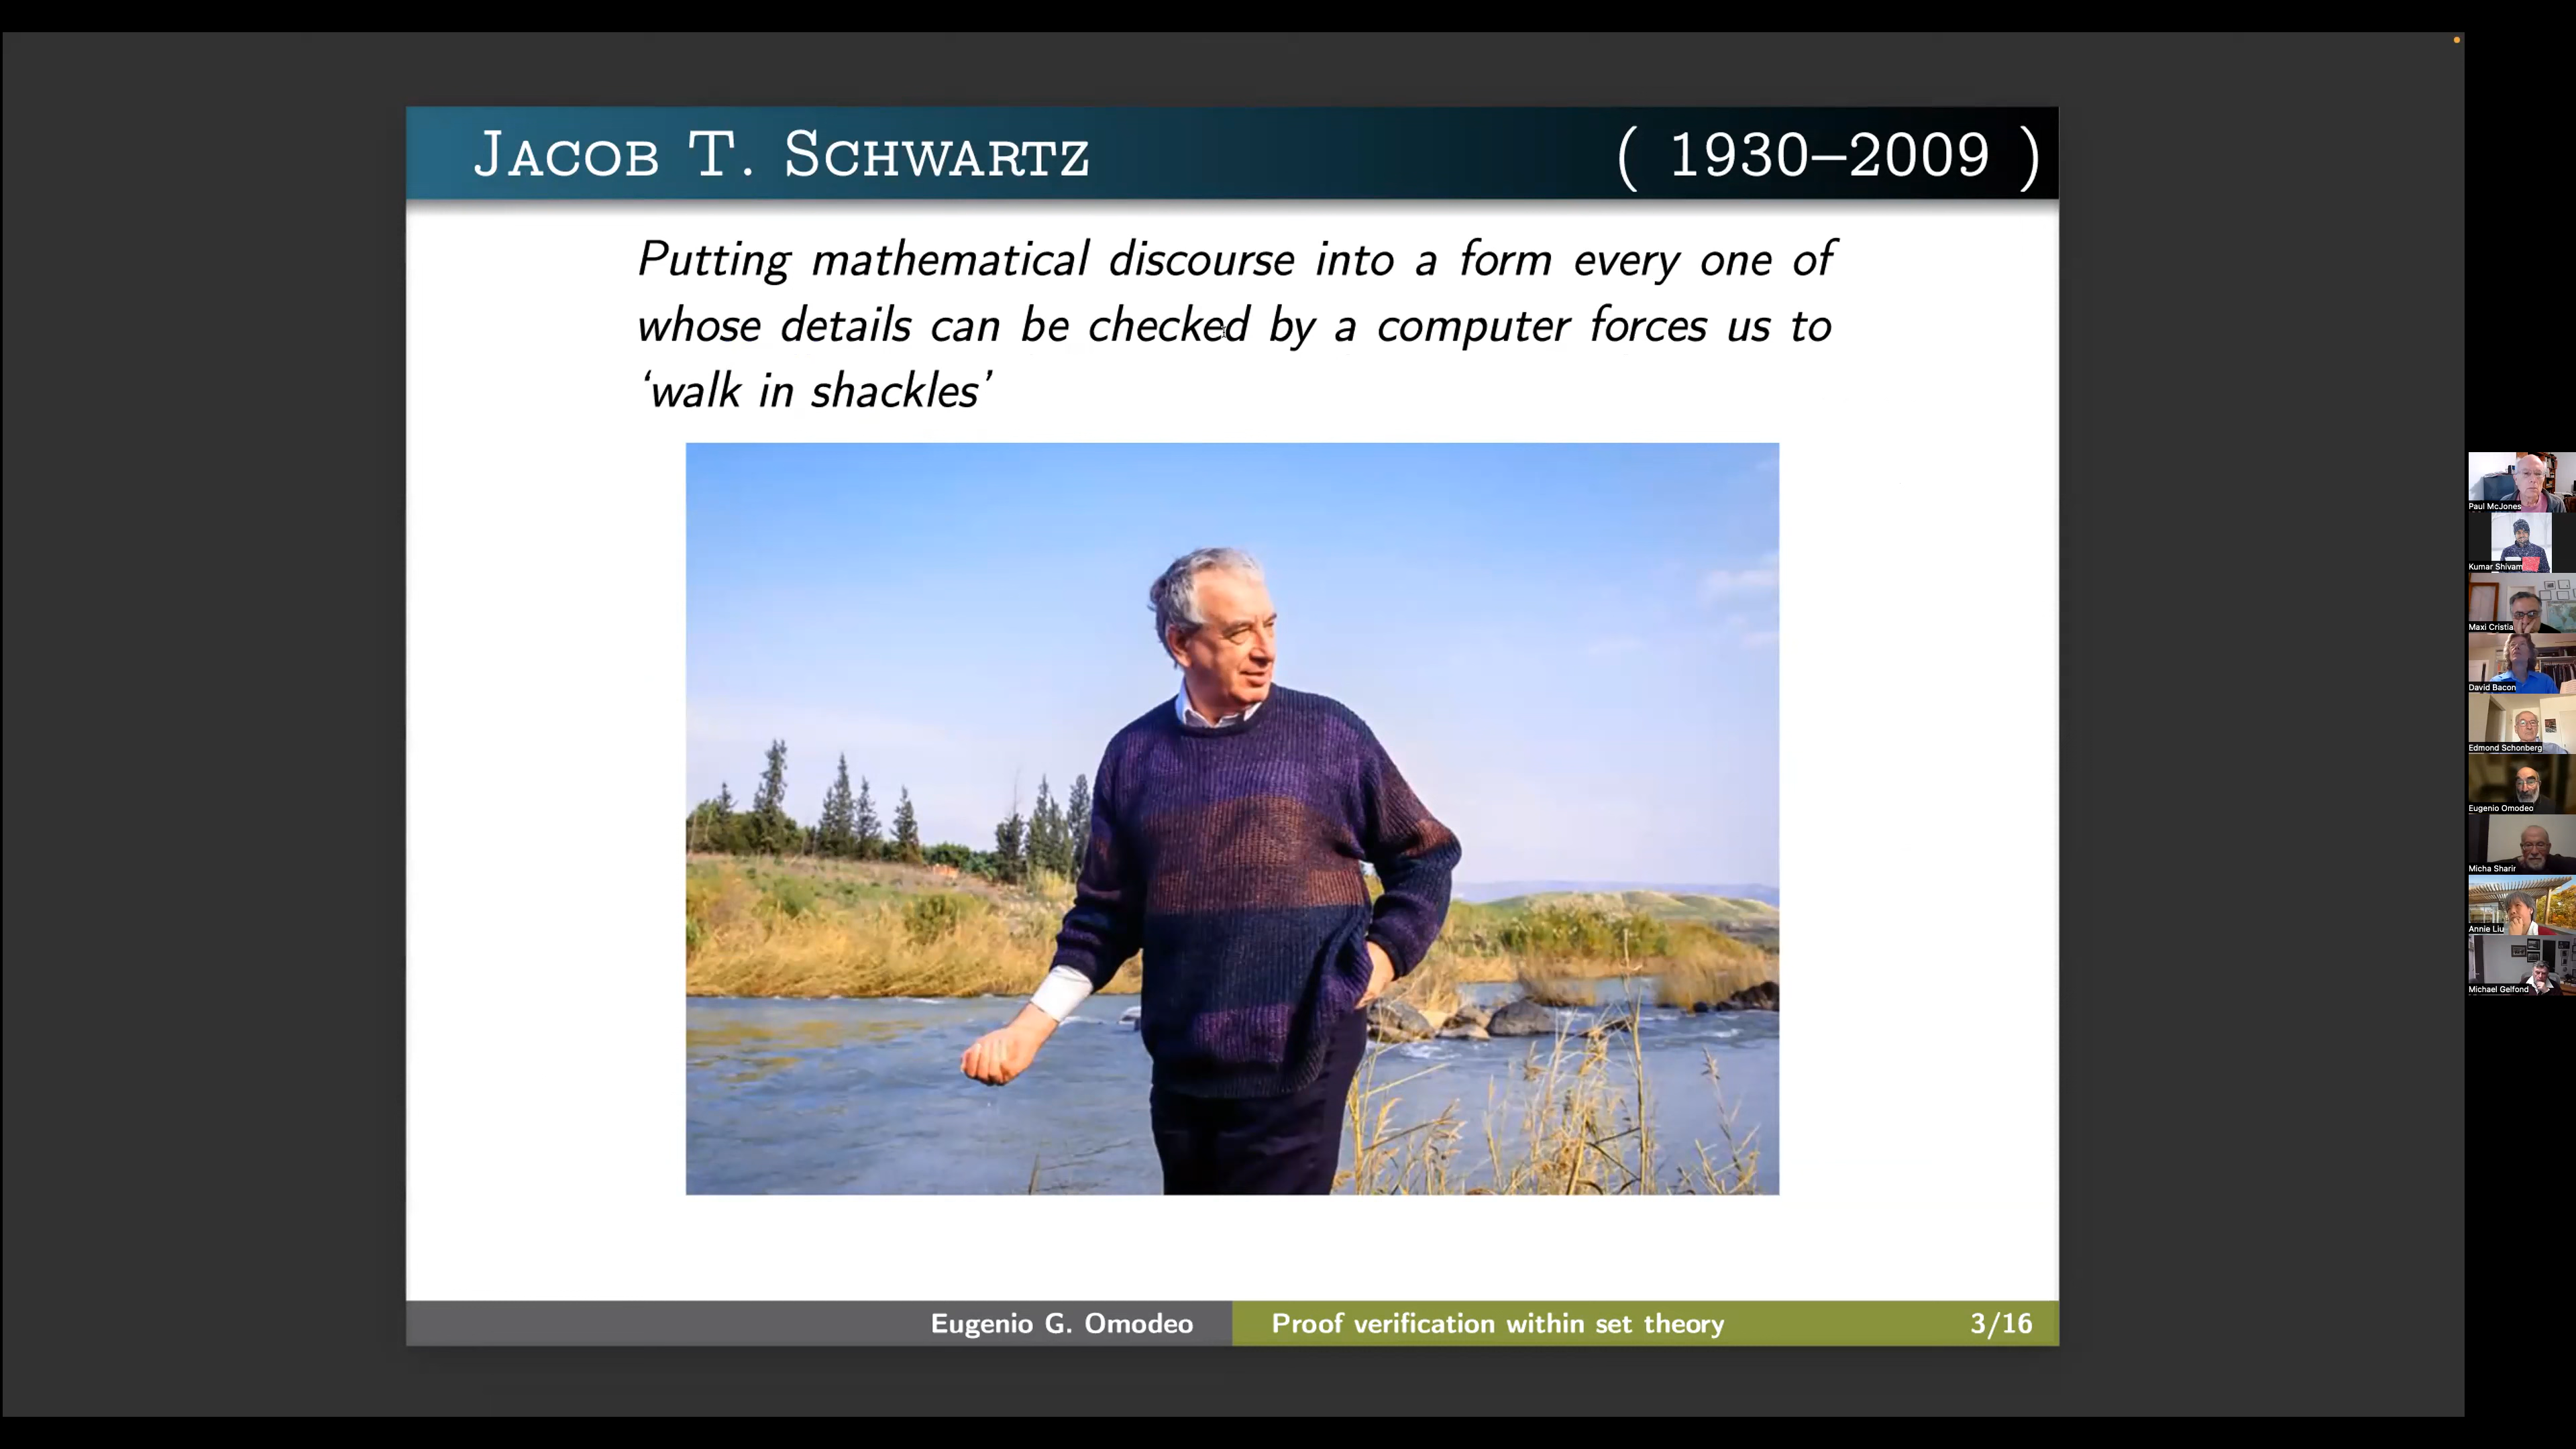 JACOB T. SCHWARTZ ( 1930–2009 )
Putting mathematical discourse into a form every one of
whose details can be checked by a computer forces us to
‘walk in shackles’
Eugenio G. Omodeo Proof verification within set theory 3/16
Paul McJones
Kumar Shivam
Maxi Cristia
David Bacon
Edmond Schonberg
Eugenio Omodeo
Micha Sharir
Annie Liu
Michael Gelfond